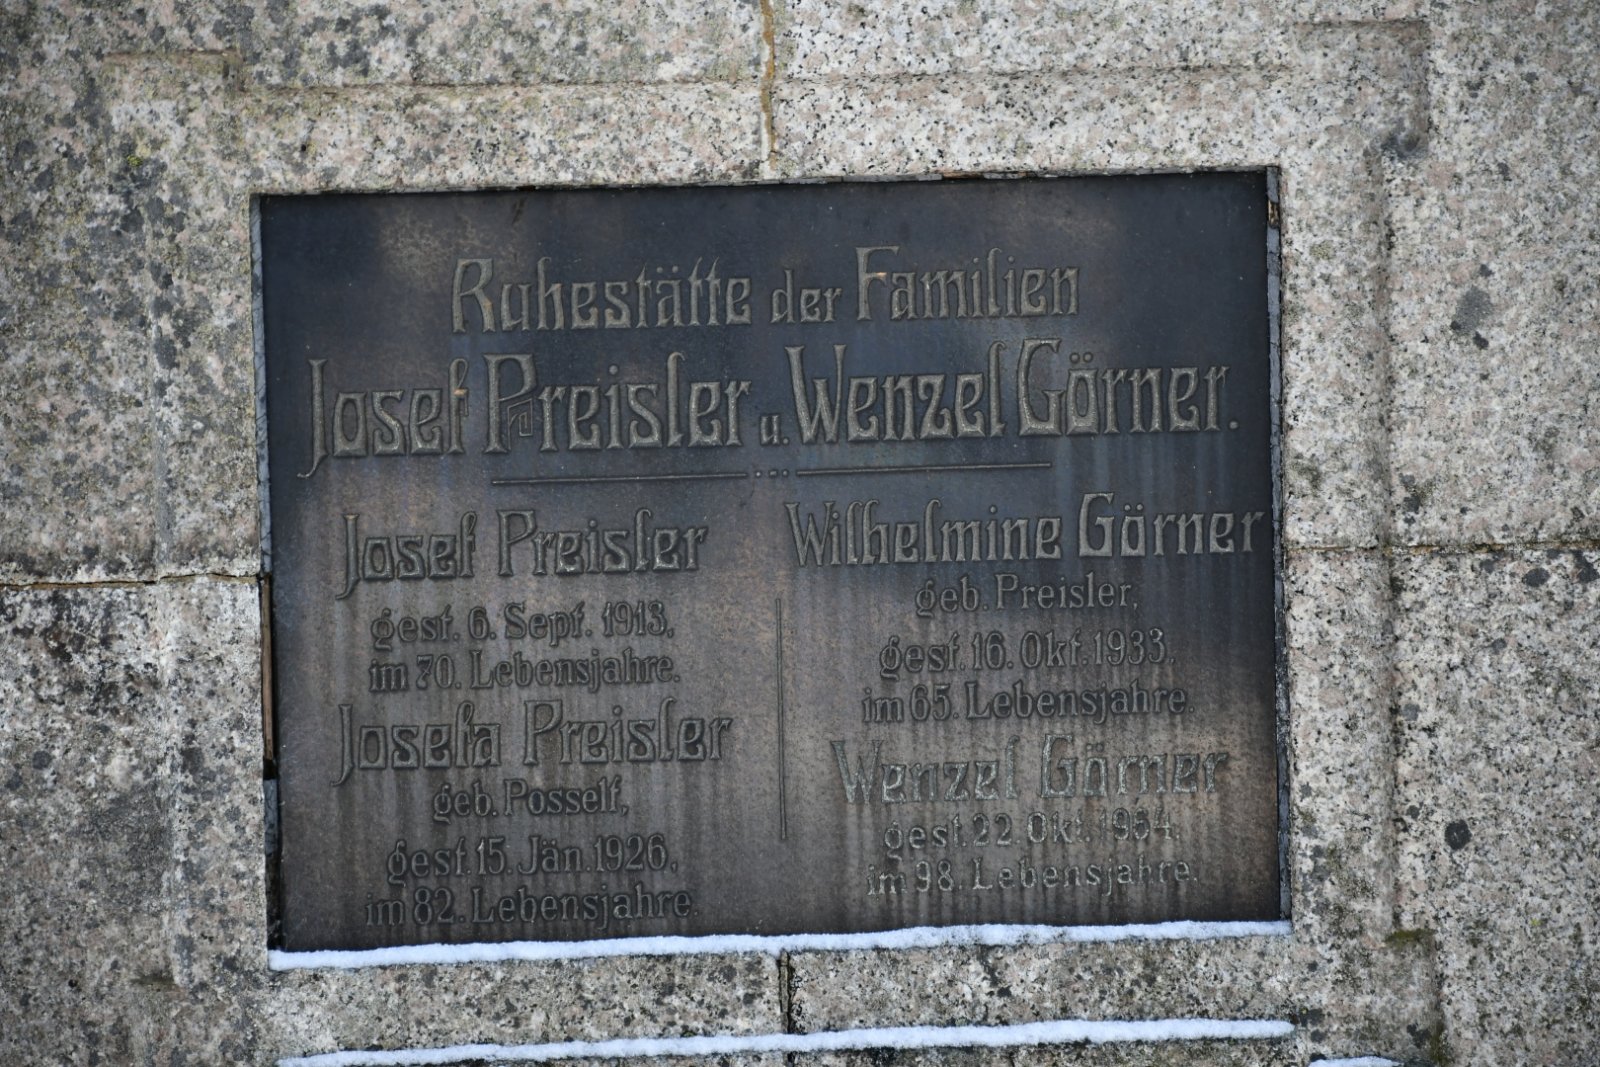 Ruhestätte der Familien
Josef Preisler u. Wenzel Görner.
Josef Preisler
gest. 6. Sept. 1913,
im 70. Lebensjahre.
Josefa Preisler
geb. Posselt,
gest. 15. Jän. 1926,
im 82. Lebensjahre.
Wilhelmine Görner
geb. Preisler,
gest. 16. Okt. 1933,
im 65. Lebensjahre.
Wenzel Görner
gest. 22. Okt. 1964,
im 98. Lebensjahre.